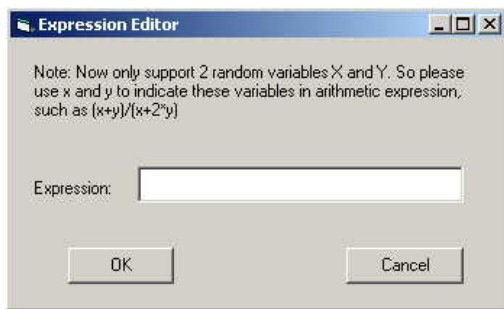 Expression Editor
Note: Now only support 2 random variables X and Y. So please
use x and y to indicate these variables in arithmetic expression,
such as (x+y)/(x+2*y)
Expression:
OK
Cancel